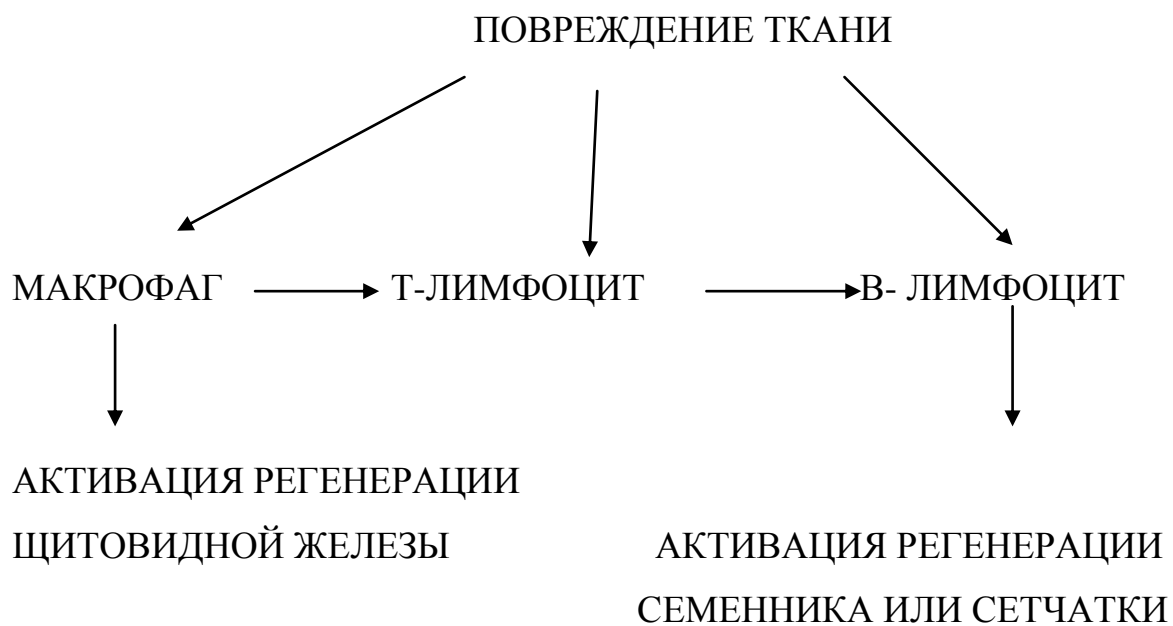 ПОВРЕЖДЕНИЕ ТКАНИ
МАКРОФАГ Т-ЛИМФОЦИТ В- ЛИМФОЦИТ
АКТИВАЦИЯ РЕГЕНЕРАЦИИ
ЩИТОВИДНОЙ ЖЕЛЕЗЫ
АКТИВАЦИЯ РЕГЕНЕРАЦИИ
СЕМЕННИКА ИЛИ СЕТЧАТКИ